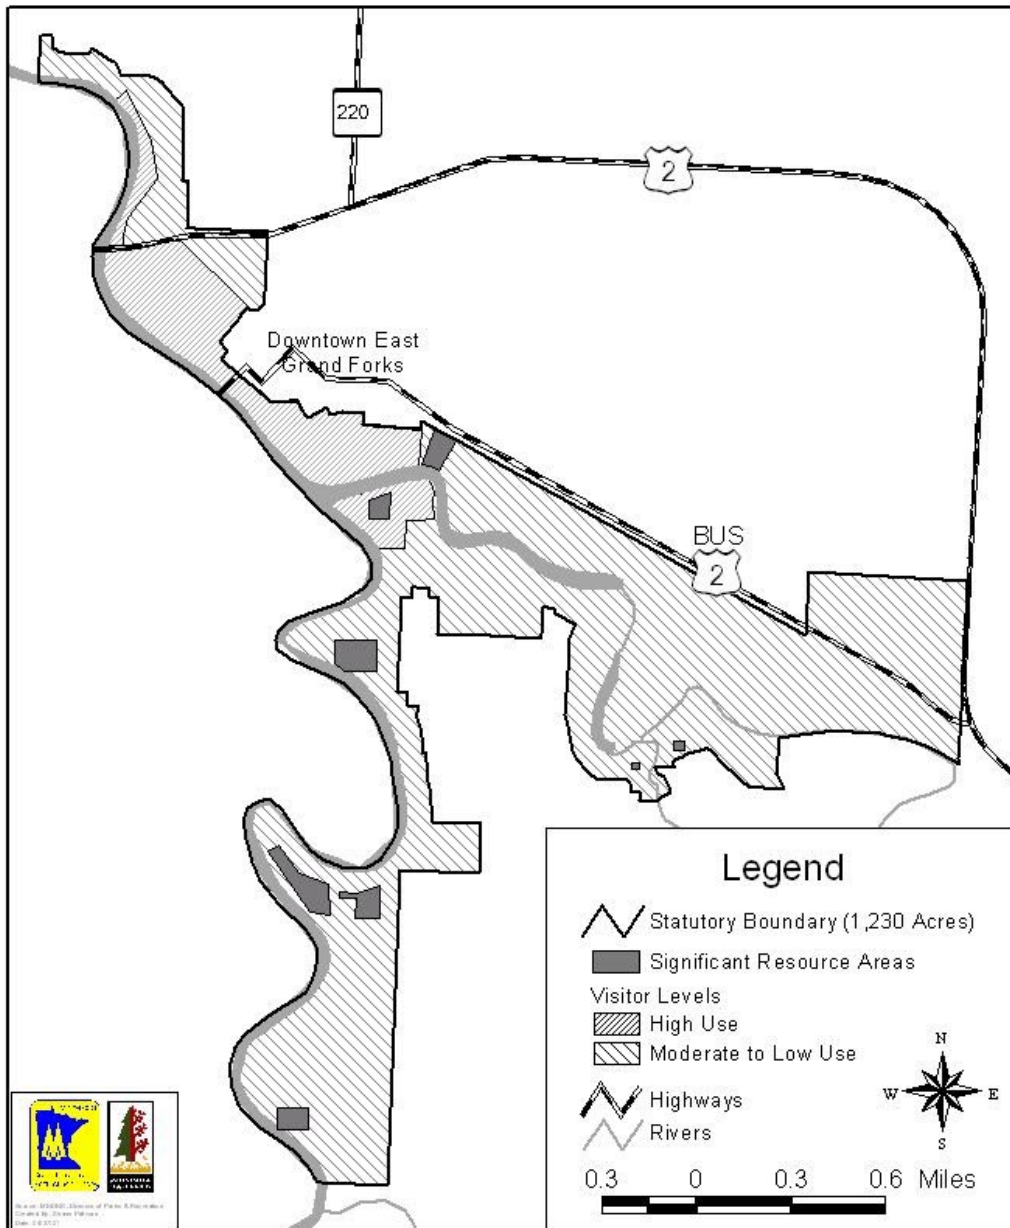 220
2
Downtown East
Grand Forks
BUS
2
Legend
Statutory Boundary (1,230 Acres)
Significant Resource Areas
Visitor Levels
High Use
Moderate to Low Use
Highways
Rivers
N
W E
S
0.3 0 0.3 0.6 Miles